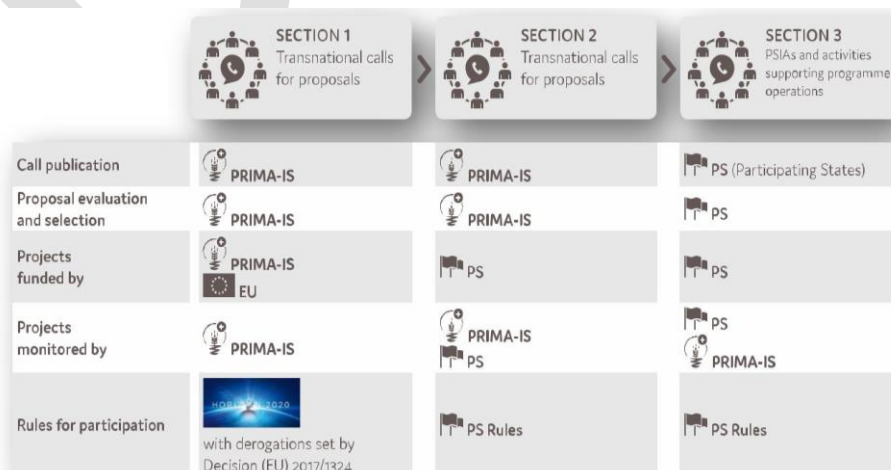 SECTION 1
Transnational calls
for proposals
SECTION 2
Transnational calls
for proposals
SECTION 3
PSIAs and activities
supporting programme
operations
Call publication
PRIMA-IS
PRIMA-IS
PS (Participating States)
Proposal evaluation
and selection
PRIMA-IS
PRIMA-IS
PS
Projects
funded by
PRIMA-IS
EU
PS
PS
Projects
monitored by
PRIMA-IS
PRIMA-IS
PS
PS
PRIMA-IS
Rules for participation
HORIZON 2020
with derogations set by
Decision (EU) 2017/1324
PS Rules
PS Rules